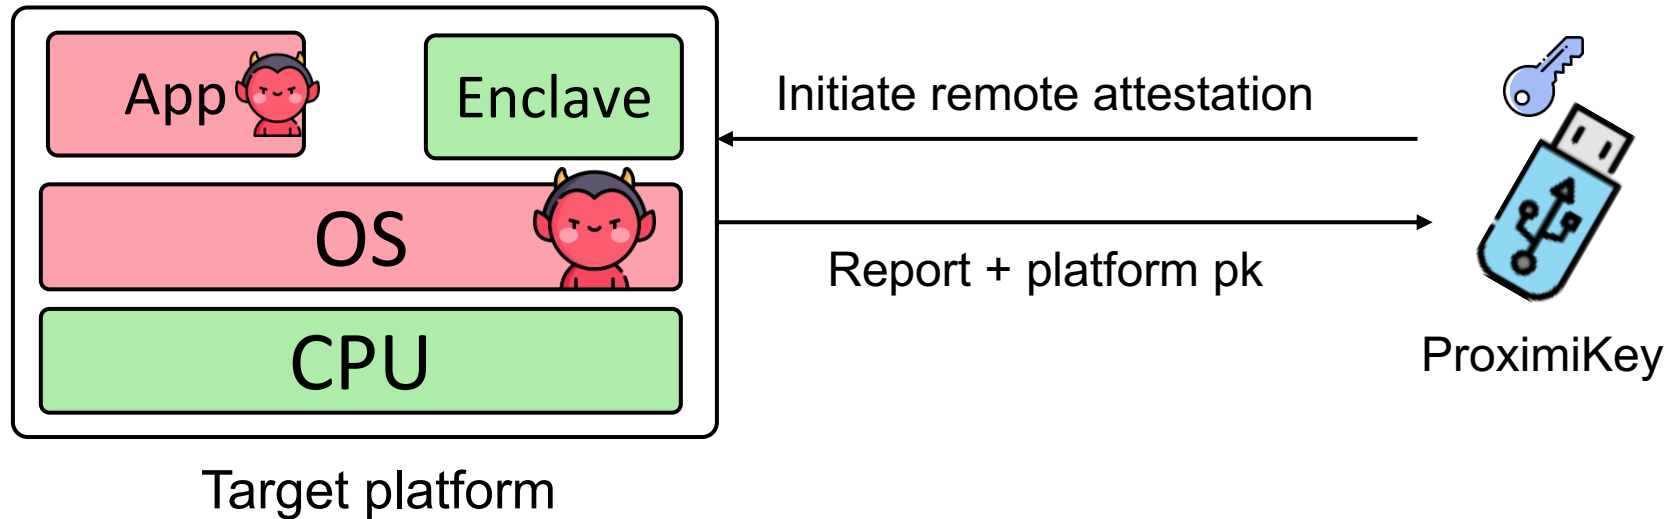 App
Enclave
Initiate remote attestation
OS
Report + platform pk
CPU
ProximiKey
Target platform